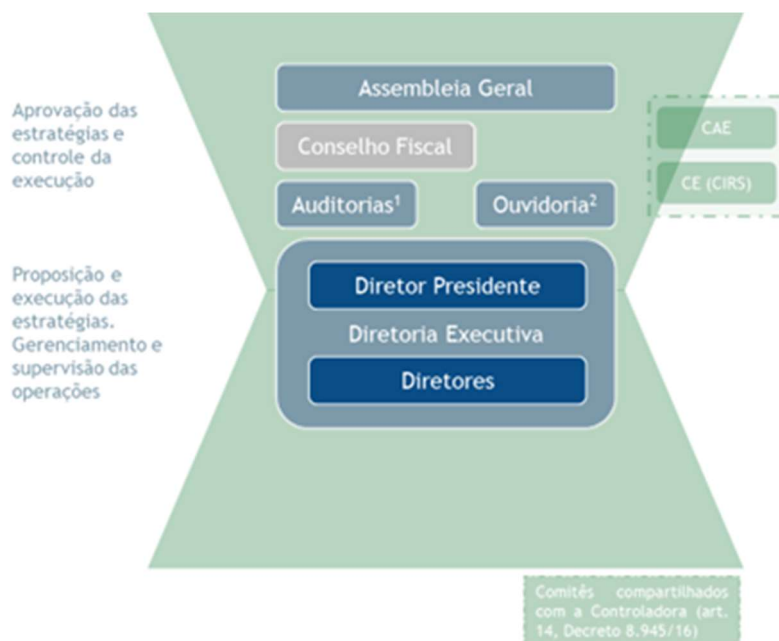 Assembleia Geral
Aprovação das
estratégias e
controle da
execução
Conselho Fiscal
Auditorias¹
Ouvidoria²
CAE
CE (CIRS)
Proposição e
execução das
estratégias.
Gerenciamento e
supervisão das
operações
Diretor Presidente
Diretoria Executiva
Diretores
Comitês compartilhados
com a Controladora (art.
14, Decreto 8.945/16)